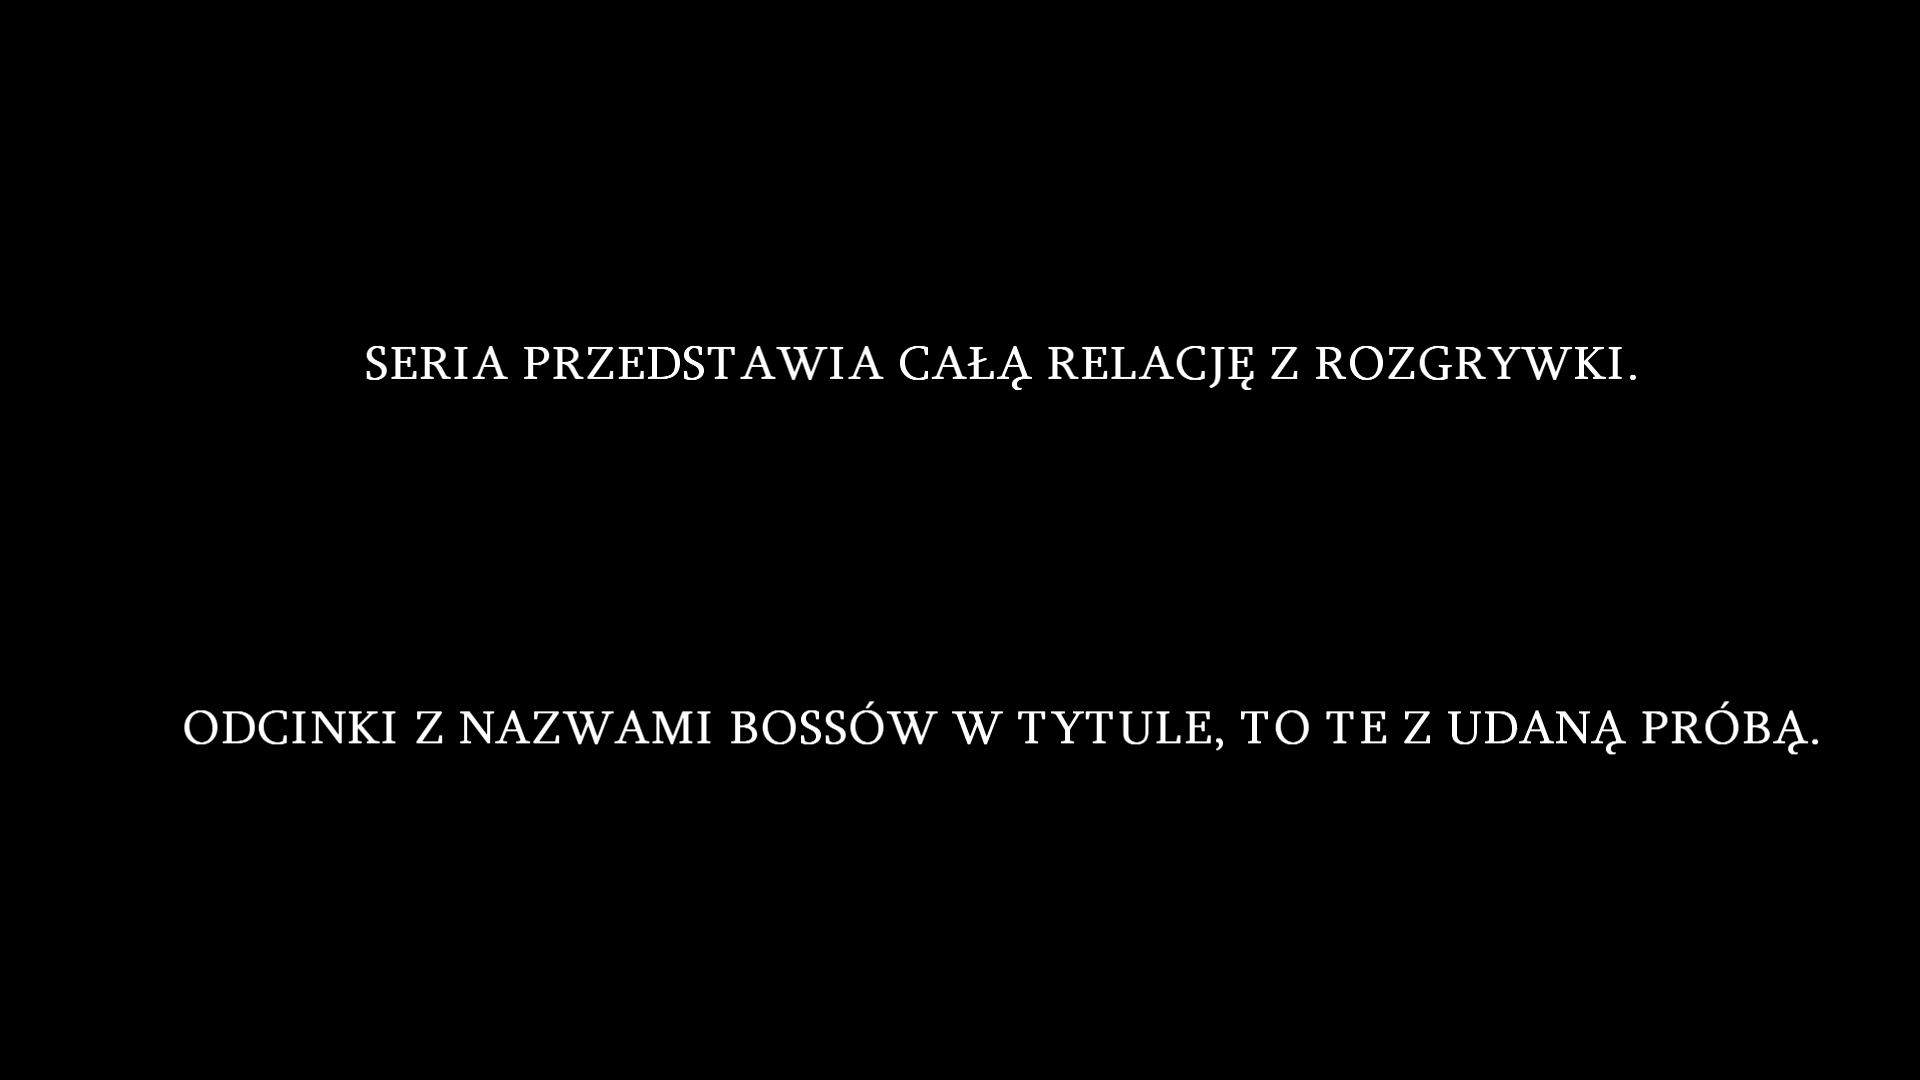 SERIA PRZEDSTAWIA CAŁĄ RELACJĘ Z ROZGRYWKI.
ODCINKI Z NAZWAMI BOSSÓW W TYTULE, TO TE Z UDANĄ PRÓBĄ.